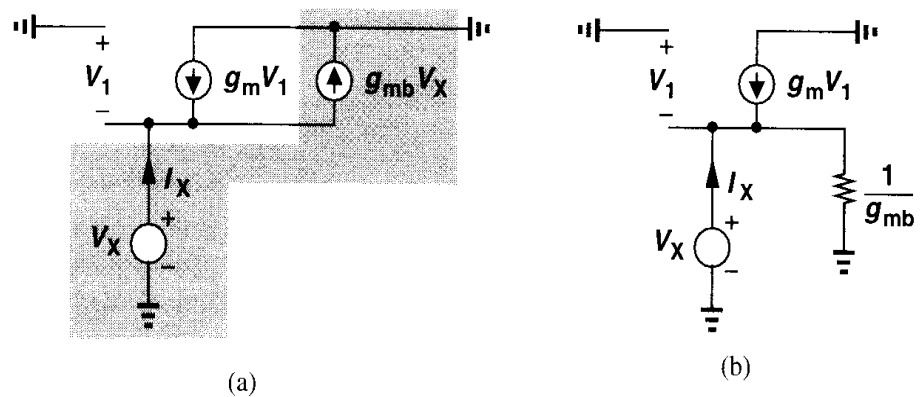 +
V1
−
gmV1
gmbVX
IX
VX
+
−
(a)
+
V1
−
gmV1
IX
VX
+
−
1
gmb
(b)